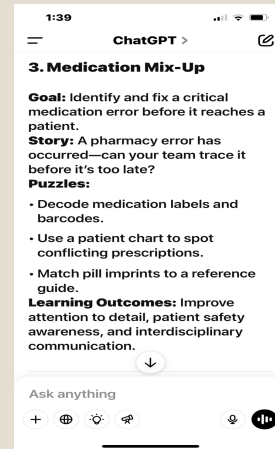 1:39
ChatGPT >
3. Medication Mix-Up
Goal: Identify and fix a critical
medication error before it reaches a
patient.
Story: A pharmacy error has
occurred—can your team trace it
before it's too late?
Puzzles:
• Decode medication labels and
barcodes.
• Use a patient chart to spot
conflicting prescriptions.
• Match pill imprints to a reference
guide.
Learning Outcomes: Improve
attention to detail, patient safety
awareness, and interdisciplinary
communication.
Ask anything